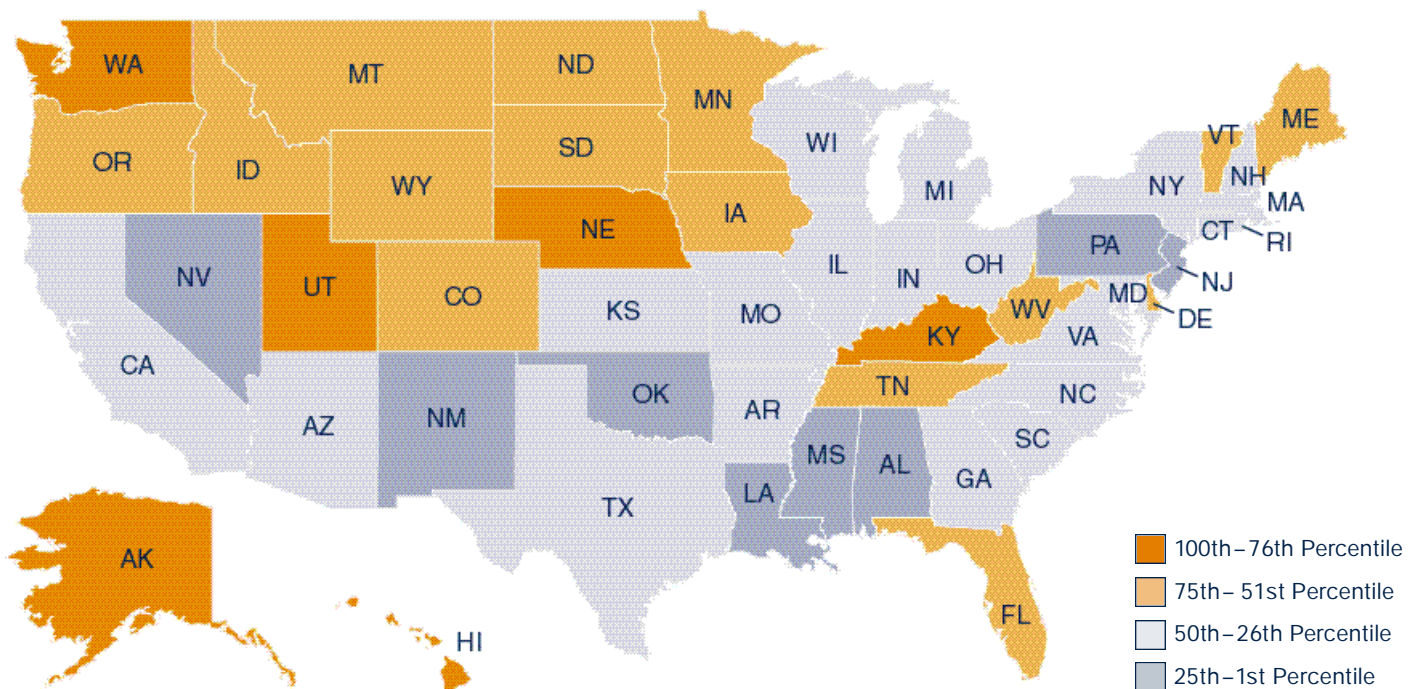 WA
MT
ND
MN
VT
ME
OR
ID
SD
WI
WY
MI
NY
NH
MA
IA
NE
CT
RI
PA
NV
UT
CO
IL
IN
OH
NJ
MD
DE
KS
MO
WV
VA
KY
CA
TN
NC
AZ
NM
OK
AR
SC
MS
AL
GA
LA
TX
AK
FL
HI
100th–76th Percentile
75th–51st Percentile
50th–26th Percentile
25th–1st Percentile